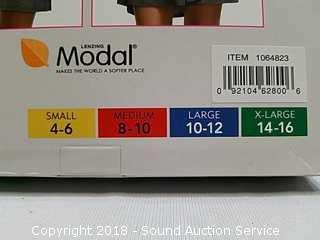 LENZING
Modal®
MAKES THE WORLD A SOFTER PLACE
ITEM 1064823
0 92104 62800 6
SMALL
4-6
MEDIUM
8-10
LARGE
10-12
X-LARGE
14-16
Copyright 2018 - Sound Auction Service